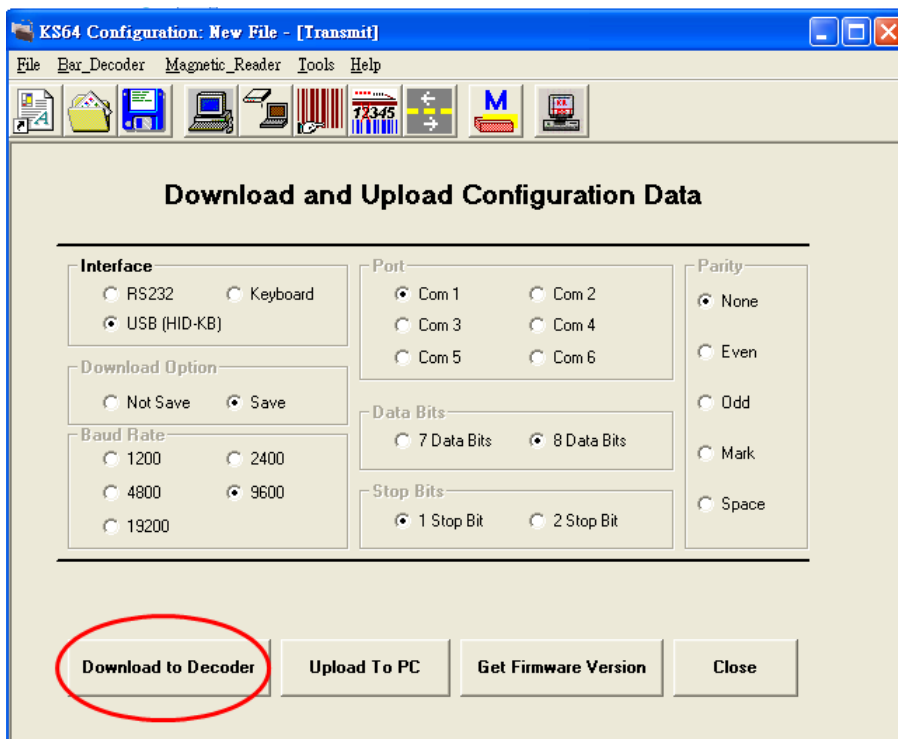 KS64 Configuration: New File - [Transmit]
File Bar_Decoder Magnetic_Reader Tools Help
A 12345 M
Download and Upload Configuration Data
Interface
RS232 Keyboard
USB (HID-KB)
Download Option
Not Save Save
Baud Rate
1200 2400
4800 9600
19200
Port
Com 1 Com 2
Com 3 Com 4
Com 5 Com 6
Data Bits
7 Data Bits 8 Data Bits
Stop Bits
1 Stop Bit 2 Stop Bit
Parity
None
Even
Odd
Mark
Space
Download to Decoder Upload To PC Get Firmware Version Close